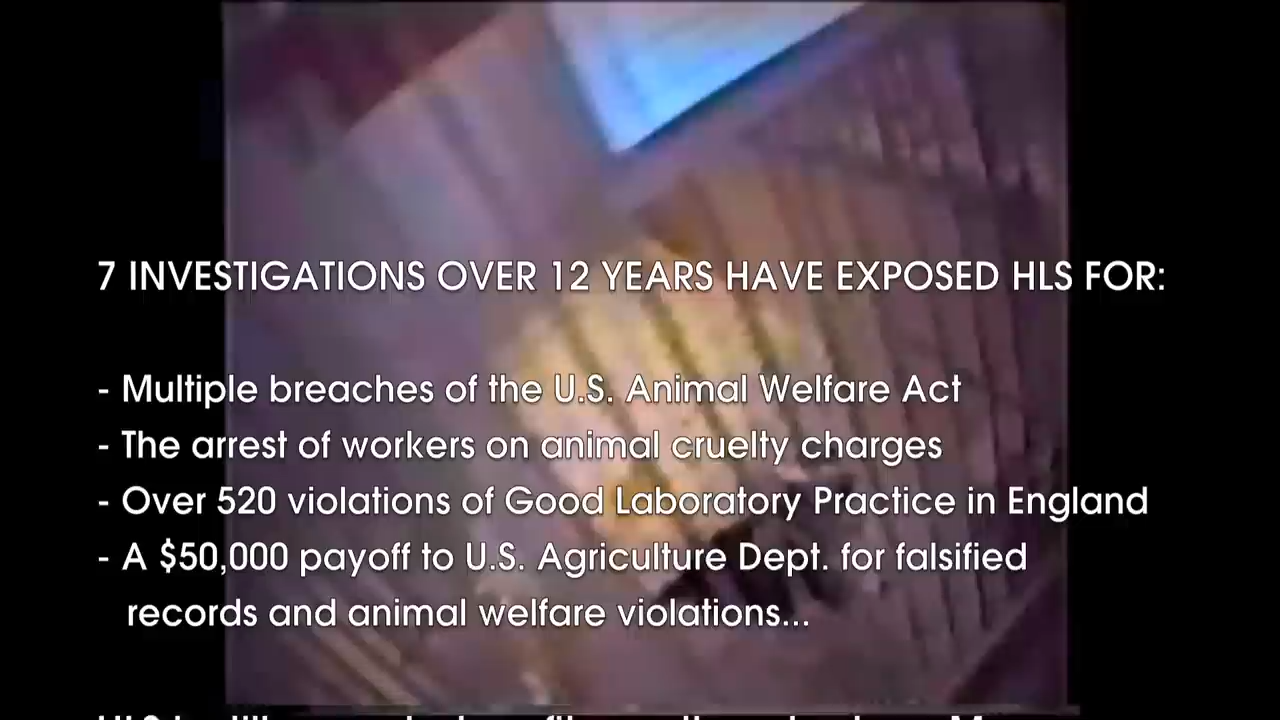 7 INVESTIGATIONS OVER 12 YEARS HAVE EXPOSED HLS FOR:
- Multiple breaches of the U.S. Animal Welfare Act
- The arrest of workers on animal cruelty charges
- Over 520 violations of Good Laboratory Practice in England
- A $50,000 payoff to U.S. Agriculture Dept. for falsified
records and animal welfare violations...